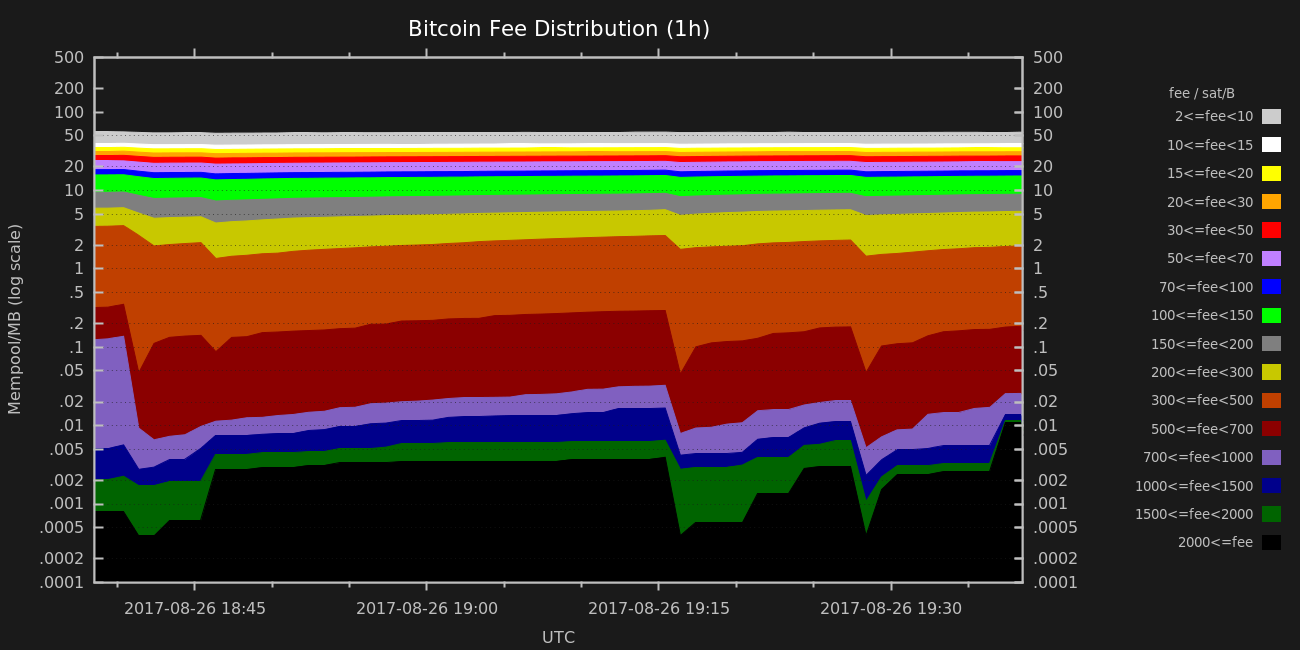 Bitcoin Fee Distribution (1h)
Mempool/MB (log scale)
500
200
100
50
20
10
5
2
1
.5
.2
.1
.05
.02
.01
.005
.002
.001
.0005
.0002
.0001
500
200
100
50
20
10
5
2
1
.5
.2
.1
.05
.02
.01
.005
.002
.001
.0005
.0002
.0001
2017-08-26 18:45
2017-08-26 19:00
2017-08-26 19:15
2017-08-26 19:30
UTC
fee / sat/B
2<=fee<10
10<=fee<15
15<=fee<20
20<=fee<30
30<=fee<50
50<=fee<70
70<=fee<100
100<=fee<150
150<=fee<200
200<=fee<300
300<=fee<500
500<=fee<700
700<=fee<1000
1000<=fee<1500
1500<=fee<2000
2000<=fee